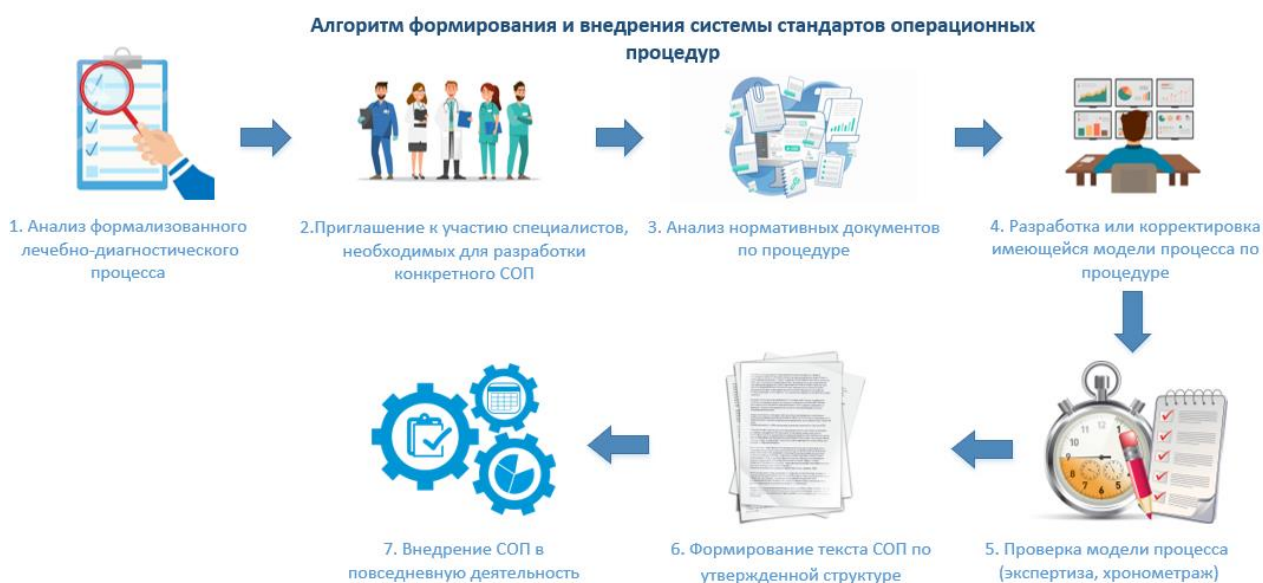 Алгоритм формирования и внедрения системы стандартов операционных
процедур
1. Анализ формализованного
лечебно-диагностического
процесса
2.Приглашение к участию специалистов,
необходимых для разработки
конкретного СОП
3. Анализ нормативных документов
по процедуре
4. Разработка или корректировка
имеющейся модели процесса по
процедуре
5. Проверка модели процесса
(экспертиза, хронометраж)
6. Формирование текста СОП по
утвержденной структуре
7. Внедрение СОП в
повседневную деятельность